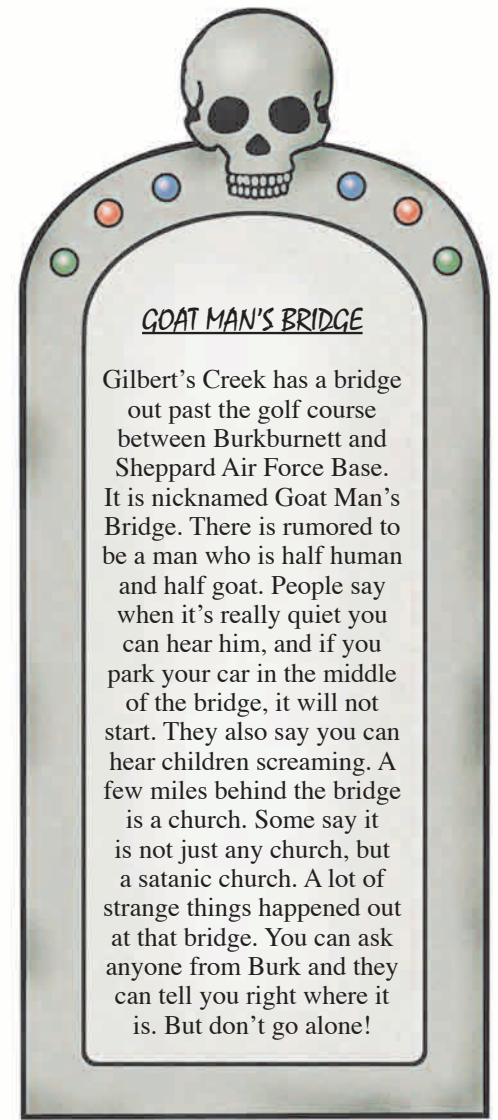 GOAT MAN'S BRIDGE
Gilbert’s Creek has a bridge
out past the golf course
between Burkburnett and
Sheppard Air Force Base.
It is nicknamed Goat Man’s
Bridge. There is rumored to
be a man who is half human
and half goat. People say
when it’s really quiet you
can hear him, and if you
park your car in the middle
of the bridge, it will not
start. They also say you can
hear children screaming. A
few miles behind the bridge
is a church. Some say it
is not just any church, but
a satanic church. A lot of
strange things happened out
at that bridge. You can ask
anyone from Burk and they
can tell you right where it
is. But don’t go alone!